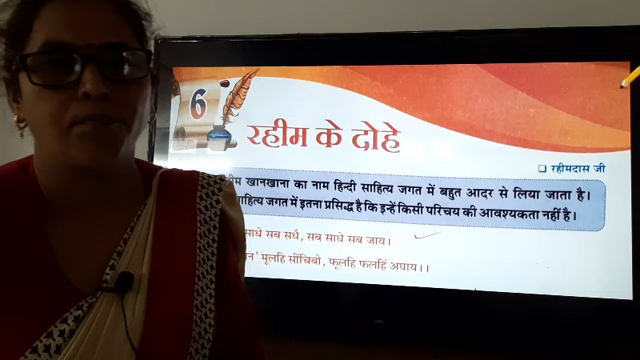 6
रहीम के दोहे
❑ रहीमदास जी
खानखाना का नाम हिन्दी साहित्य जगत में बहुत आदर से लिया जाता है।
जगत में इतना प्रसिद्ध है कि इन्हें किसी परिचय की आवश्यकता नहीं है।
साधे सब सधै, सब साधे सब जाय।
मूलहि सींचिबो, फूलहि फलहिं अघाय।।